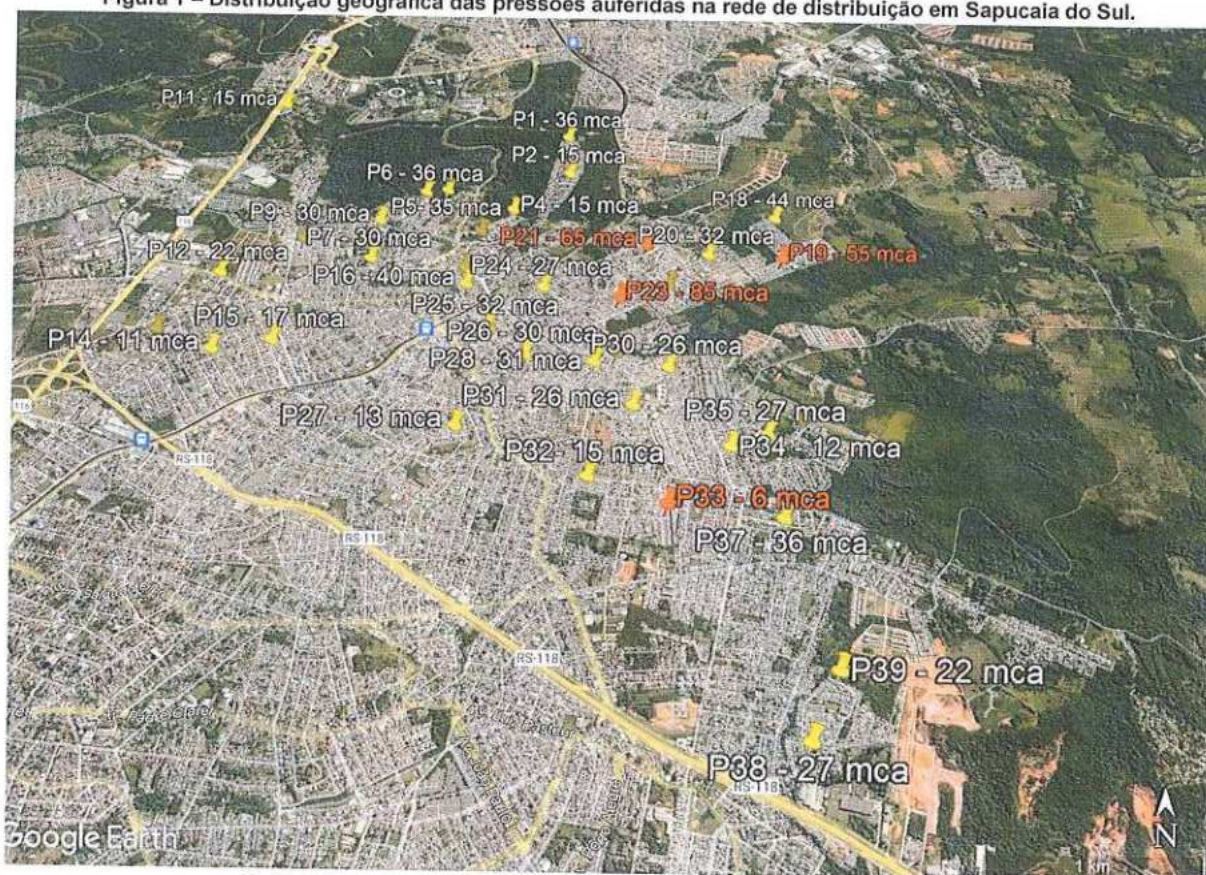 Figura 1 – Distribuição geográfica das pressões auferidas na rede de distribuição em Sapucaia do Sul.
P11 - 15 mca
P1 - 36 mca
P2 - 15 mca
P6 - 36 mca
P9 - 30 mca
P5 - 35 mca
P4 - 15 mca
P18 - 44 mca
P7 - 30 mca
P21 - 65 mca
P20 - 32 mca
P19 - 55 mca
P12 - 22 mca
P16 - 40 mca
P24 - 27 mca
P23 - 85 mca
P25 - 32 mca
P15 - 17 mca
P14 - 11 mca
P26 - 30 mca
P28 - 31 mca
P30 - 26 mca
P31 - 26 mca
P27 - 13 mca
P35 - 27 mca
P34 - 12 mca
P32 - 15 mca
P33 - 6 mca
P37 - 36 mca
116
RS-118
RS-118
RS-118
P39 - 22 mca
P38 - 27 mca
RS-118
Google Earth
N
1 km